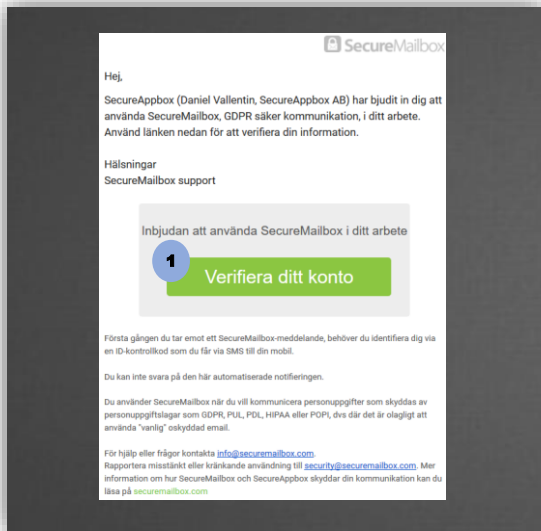 SecureMailbox
Hej,
SecureAppbox (Daniel Vallentin, SecureAppbox AB) har bjudit in dig att
använda SecureMailbox, GDPR säker kommunikation, i ditt arbete.
Använd länken nedan för att verifiera din information.
Hälsningar
SecureMailbox support
Inbjudan att använda SecureMailbox i ditt arbete
1
Verifiera ditt konto
Första gången du tar emot ett SecureMailbox-meddelande, behöver du identifiera dig via
en ID-kontrollkod som du får via SMS till din mobil.
Du kan inte svara på den här automatiserade notifieringen.
Du använder SecureMailbox när du vill kommunicera personuppgifter som skyddas av
personuppgiftslagar som GDPR, PUL, PDL, HIPAA eller POPI, dvs där det är olagligt att
använda "vanlig" oskyddad email.
För hjälp eller frågor kontakta info@securemailbox.com.
Rapportera misstänkt eller kränkande användning till security@securemailbox.com. Mer
information om hur SecureMailbox och SecureAppbox skyddar din kommunikation kan du
läsa på securemailbox.com